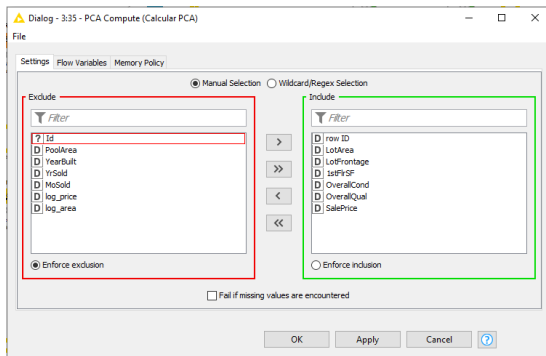 Dialog - 3:35 - PCA Compute (Calcular PCA)
File
Settings Flow Variables Memory Policy
Manual Selection Wildcard/Regex Selection
Exclude
Filter
? Id
D PoolArea
D YearBuilt
D YrSold
D MoSold
D log_price
D log_area
Enforce exclusion
>
>>
<
<<
Include
Filter
D row ID
D LotArea
D LotFrontage
D 1stFlrSF
D OverallCond
D OverallQual
D SalePrice
Enforce inclusion
Fail if missing values are encountered
OK Apply Cancel ?